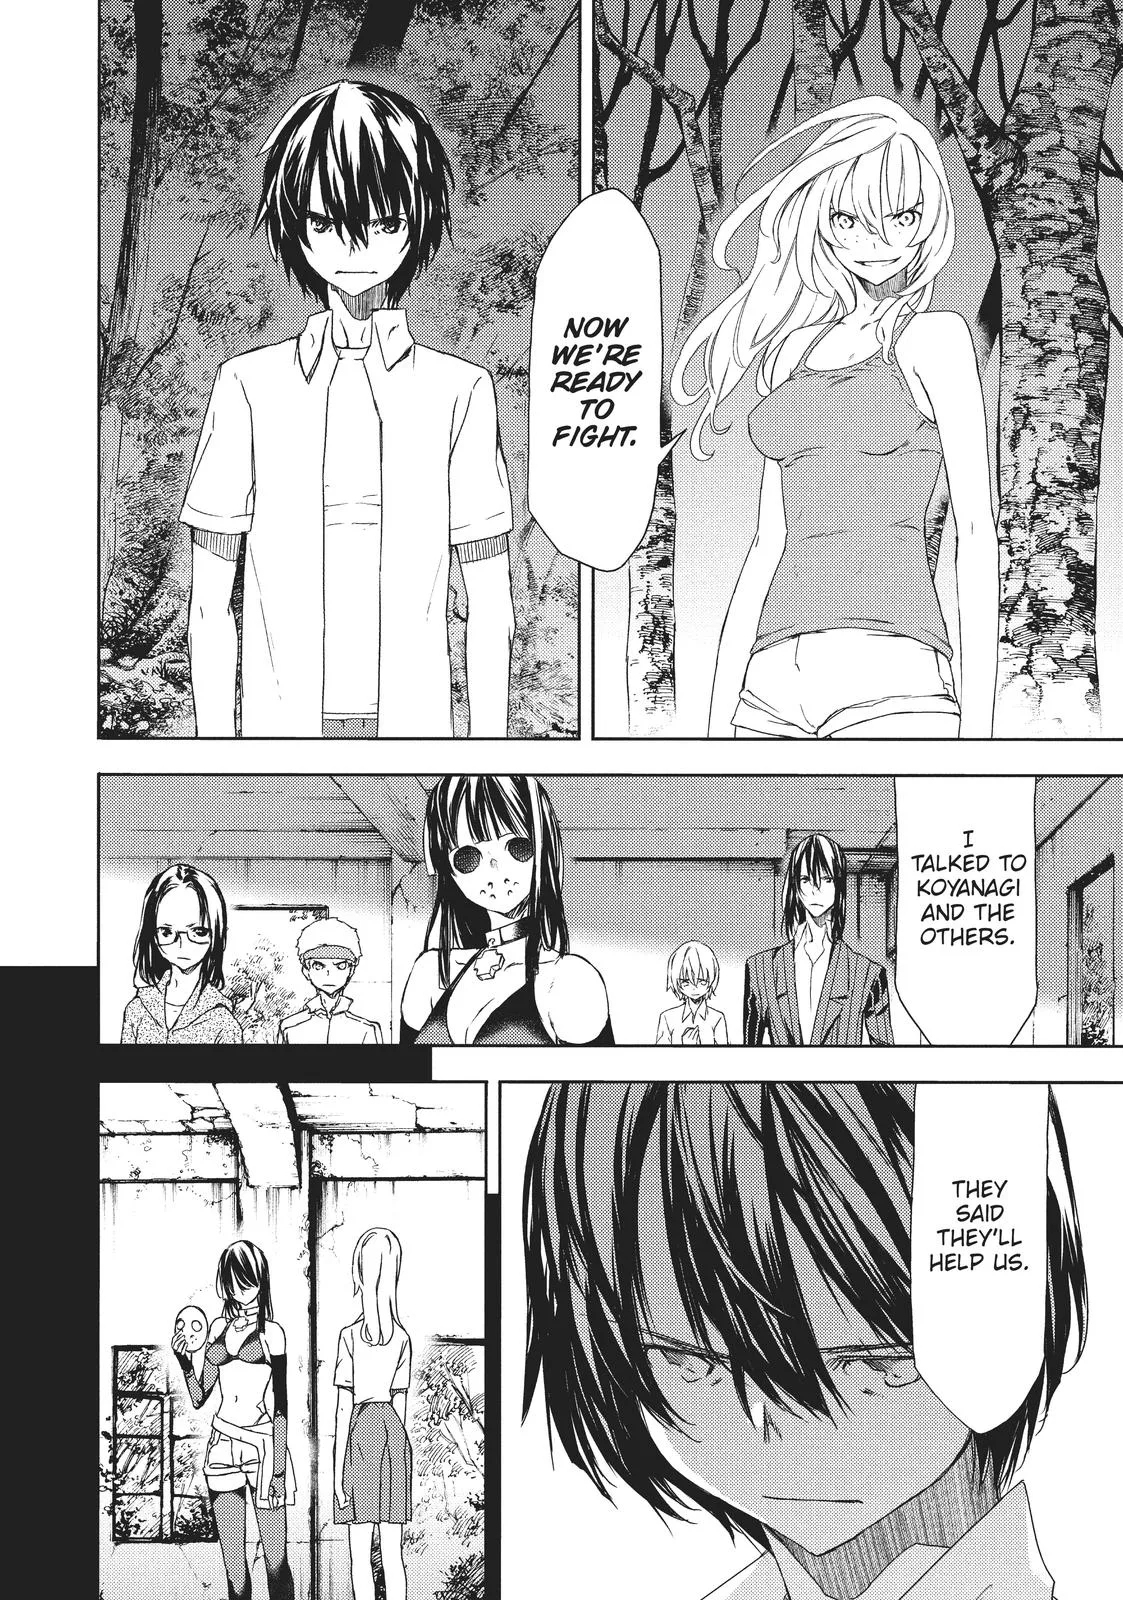 NOW
WE'RE
READY
TO
FIGHT.
I
TALKED TO
KOYANAGI
AND THE
OTHERS.
THEY
SAID
THEY'LL
HELP US.